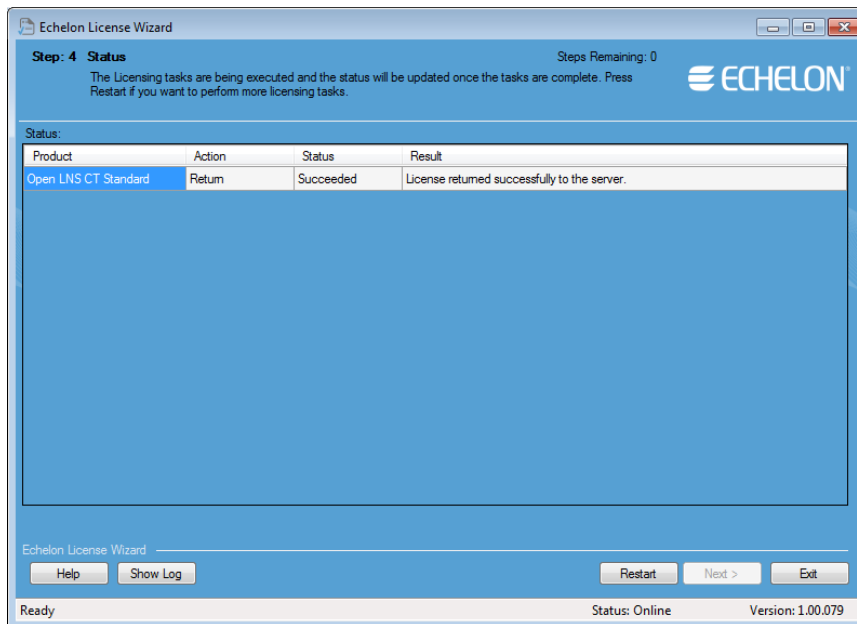 Echelon License Wizard
Step: 4 Status
Steps Remaining: 0
The Licensing tasks are being executed and the status will be updated once the tasks are complete. Press
Restart if you want to perform more licensing tasks.
ECHELON
Status:
Product Action Status Result
Open LNS CT Standard Return Succeeded License returned successfully to the server.
Echelon License Wizard
Help Show Log Restart Next > Exit
Ready Status: Online Version: 1.00.079